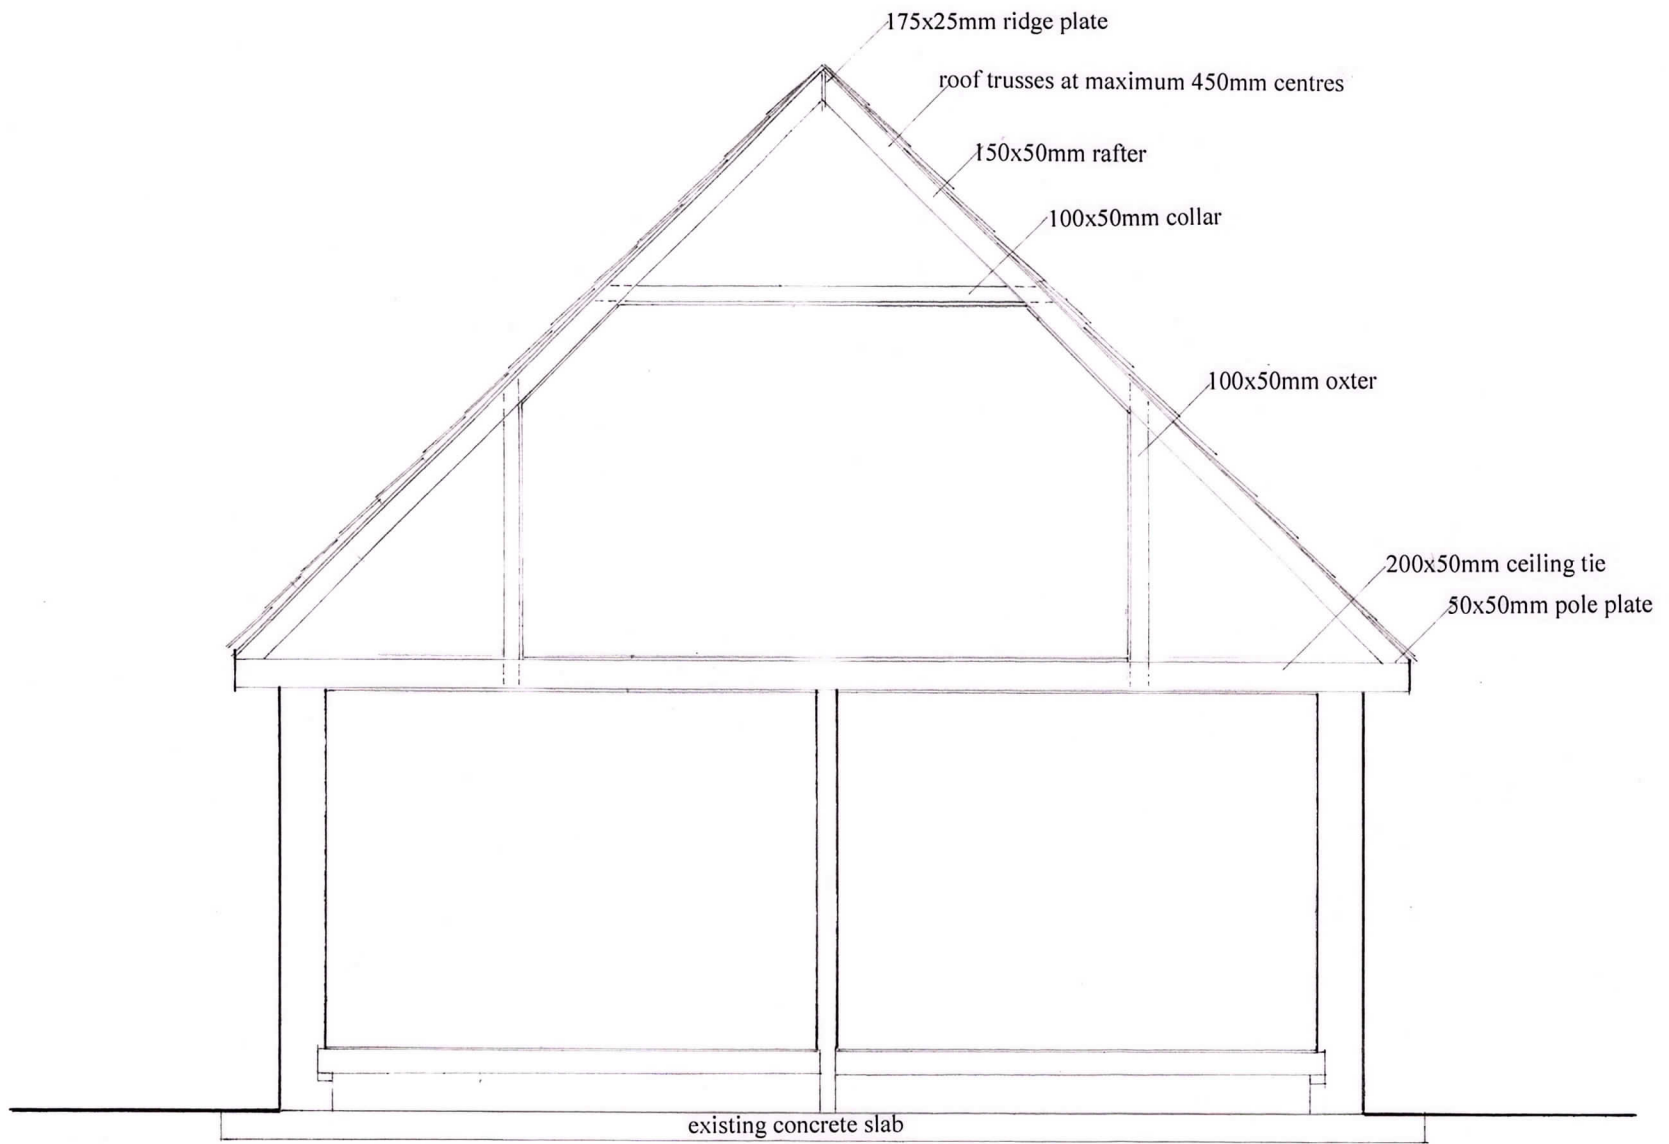 175x25mm ridge plate
roof trusses at maximum 450mm centres
150x50mm rafter
100x50mm collar
100x50mm oxter
200x50mm ceiling tie
50x50mm pole plate
existing concrete slab